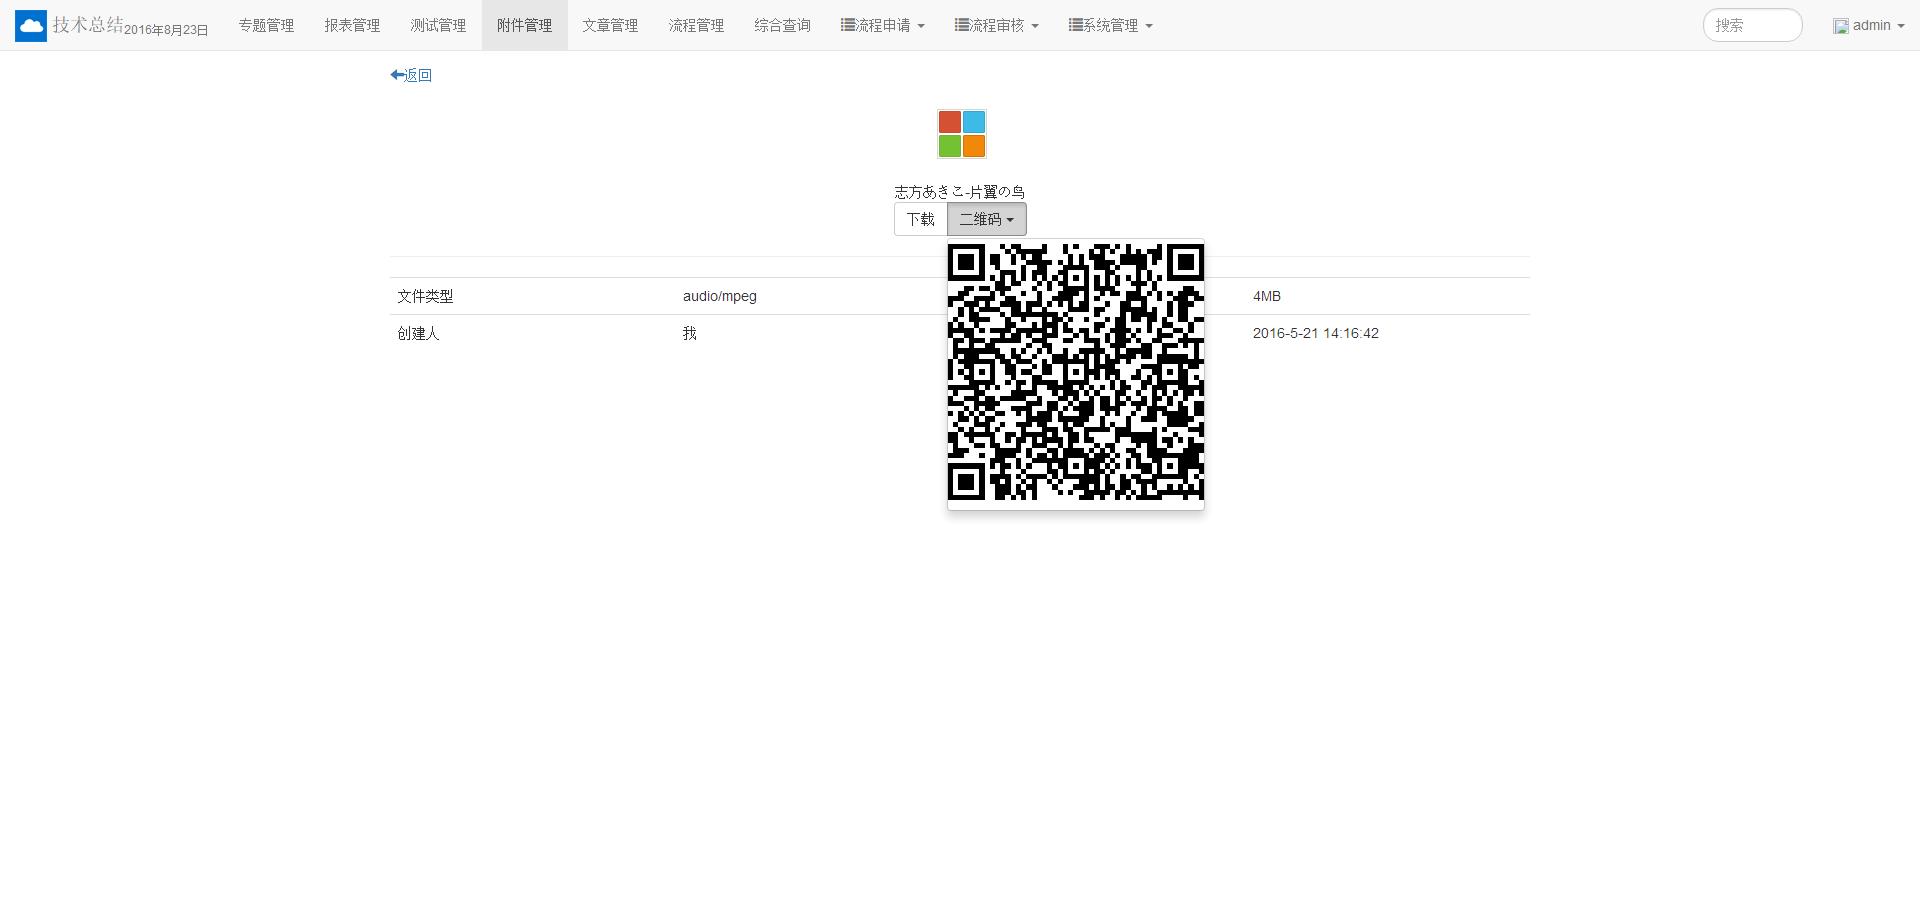 技术总结2016年8月23日 专题管理 报表管理 测试管理 附件管理 文章管理 流程管理 综合查询 流程申请 流程审核 系统管理 搜索 admin
返回
志方あきこ-片翼の鸟
下载 二维码
文件类型 audio/mpeg 4MB
创建人 我 2016-5-21 14:16:42